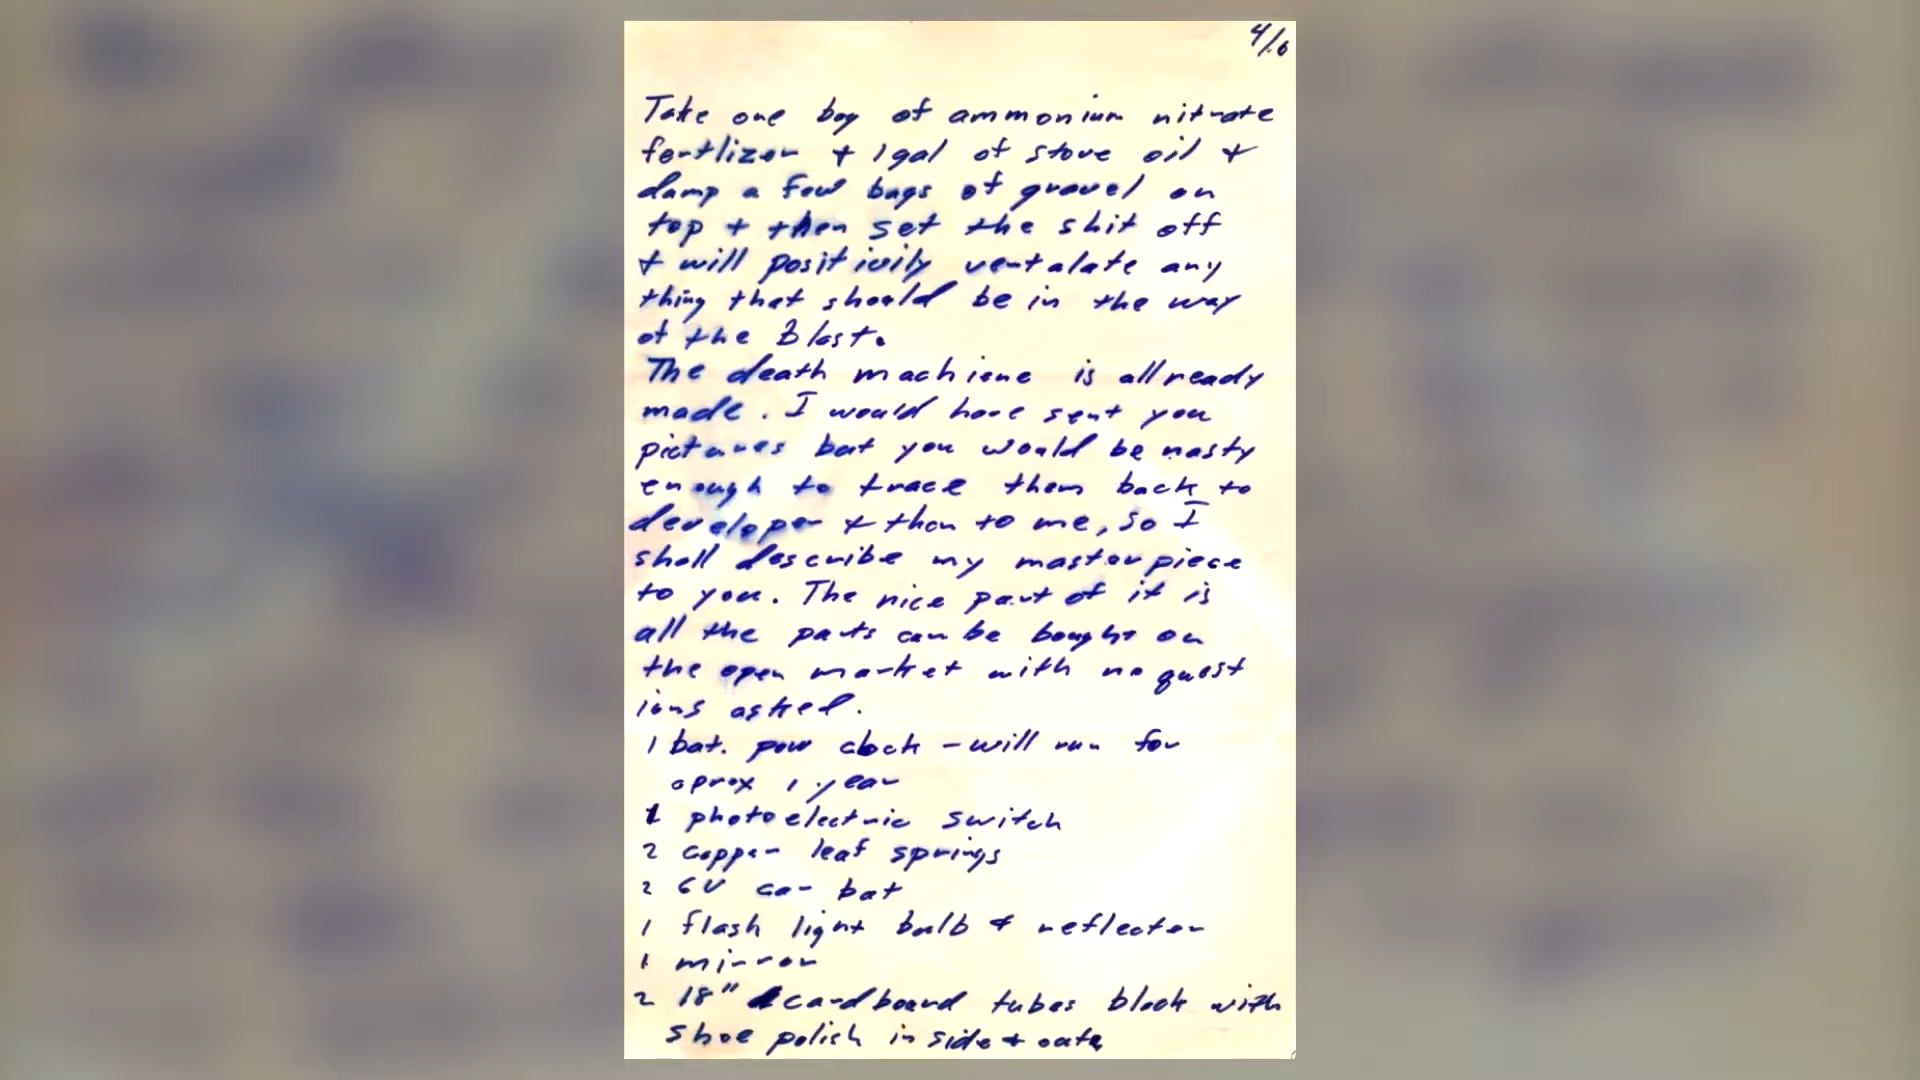 4/6
Take one bag of ammonium nitrate
fertlizer + 1 gal of stove oil &
dump a few bags of gravel on
top + then set the shit off
+ will positivily ventalate any
thing that should be in the way
of the Blast.
The death machiene is allready
made. I would have sent you
pictures but you would be nasty
enough to trace them back to
developer & then to me, so I
shall describe my masterpiece
to you. The nice part of it is
all the parts can be bought on
the open market with no quest
ions asked.
1 bat. pow clock — will run for
aprox 1 year
1 photoelectric switch
2 copper leaf springs
2 6V car bat
1 flash light bulb & reflector
1 mirror
2 18" cardboard tubes black with
shoe polish in side + oute